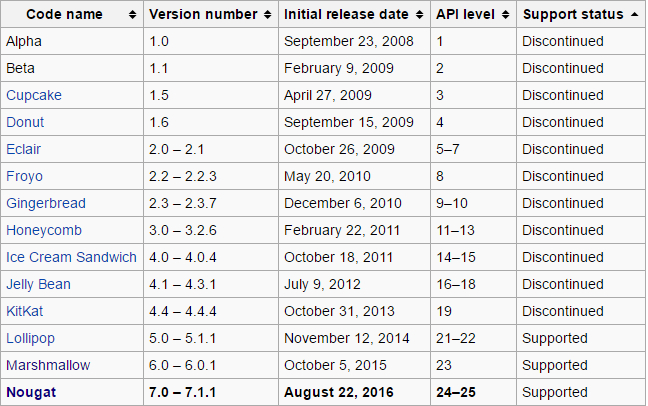 Code name Version number Initial release date API level Support status
Alpha 1.0 September 23, 2008 1 Discontinued
Beta 1.1 February 9, 2009 2 Discontinued
Cupcake 1.5 April 27, 2009 3 Discontinued
Donut 1.6 September 15, 2009 4 Discontinued
Eclair 2.0 – 2.1 October 26, 2009 5–7 Discontinued
Froyo 2.2 – 2.2.3 May 20, 2010 8 Discontinued
Gingerbread 2.3 – 2.3.7 December 6, 2010 9–10 Discontinued
Honeycomb 3.0 – 3.2.6 February 22, 2011 11–13 Discontinued
Ice Cream Sandwich 4.0 – 4.0.4 October 18, 2011 14–15 Discontinued
Jelly Bean 4.1 – 4.3.1 July 9, 2012 16–18 Discontinued
KitKat 4.4 – 4.4.4 October 31, 2013 19 Discontinued
Lollipop 5.0 – 5.1.1 November 12, 2014 21–22 Supported
Marshmallow 6.0 – 6.0.1 October 5, 2015 23 Supported
Nougat 7.0 – 7.1.1 August 22, 2016 24–25 Supported